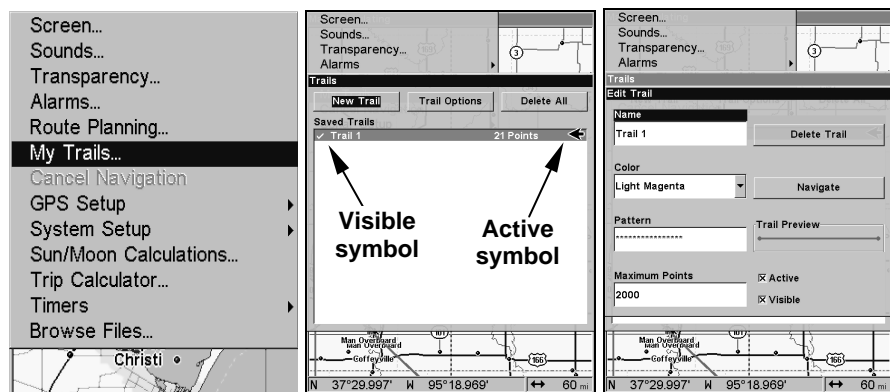 Screen...
Sounds...
Transparency...
Alarms...
Route Planning...
My Trails...
Cancel Navigation
GPS Setup
System Setup
Sun/Moon Calculations...
Trip Calculator...
Timers
Browse Files...
Christi
Screen...
Sounds...
Transparency...
Alarms
3
Trails
New Trail
Trail Options
Delete All
Saved Trails
Trail 1
21 Points
Visible
symbol
Active
symbol
Man Overboard
Coffeyville
166
N 37°29.997' W 95°18.969'
60 mi
Screen...
Sounds...
Transparency...
Alarms
3
Trails
Edit Trail
Name
Trail 1
Delete Trail
Color
Light Magenta
Navigate
Pattern
****************
Trail Preview
Maximum Points
2000
Active
Visible
Man Overboard
Coffeyville
166
N 37°29.997' W 95°18.969'
60 mi